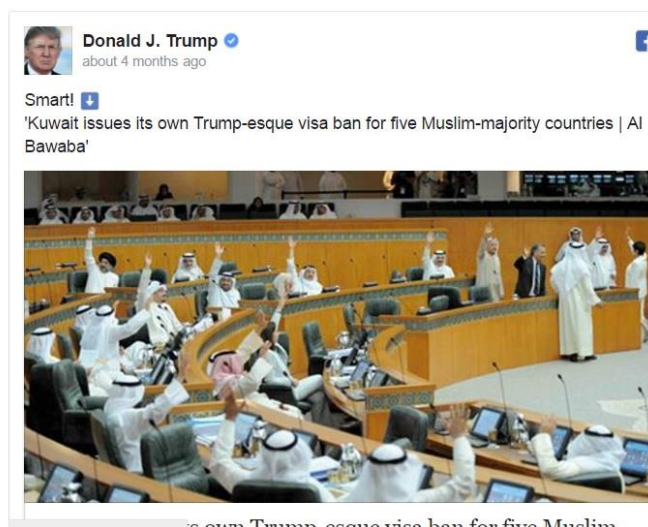 Donald J. Trump
about 4 months ago
Smart!
'Kuwait issues its own Trump-esque visa ban for five Muslim-majority countries | Al
Bawaba'
own Trump-esque visa ban for five Muslim-